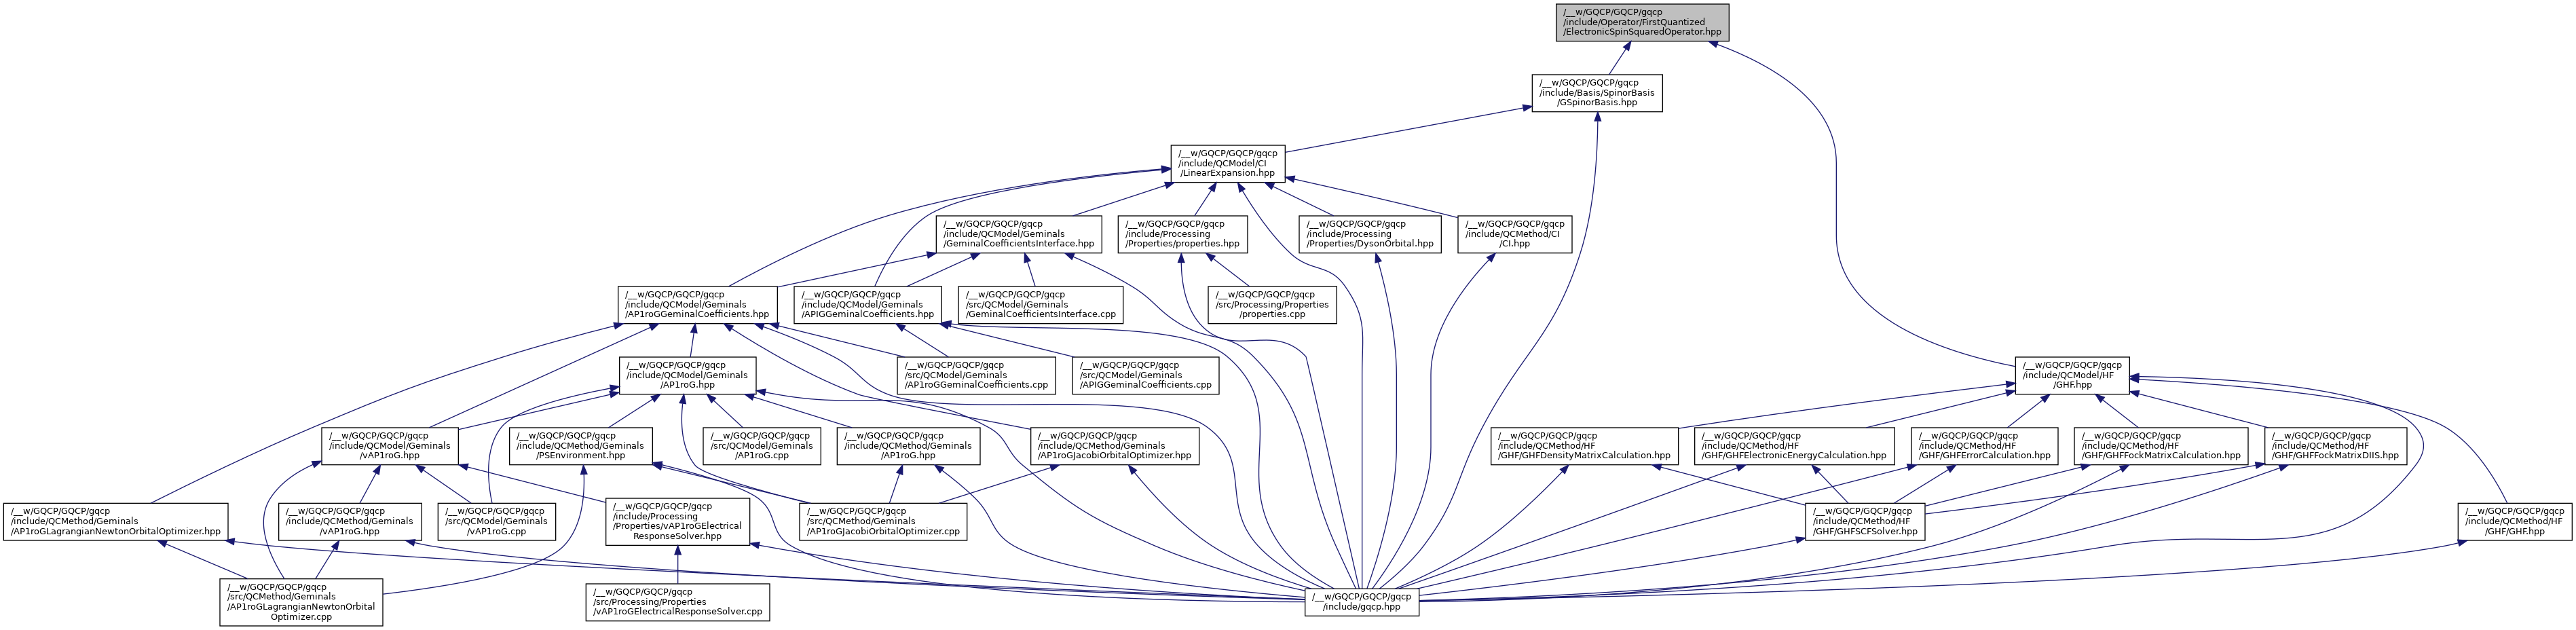 /__w/GQCP/GQCP/gqcp
/include/Operator/FirstQuantized
/ElectronicSpinSquaredOperator.hpp
/__w/GQCP/GQCP/gqcp
/include/Basis/SpinorBasis
/GSpinorBasis.hpp
/__w/GQCP/GQCP/gqcp
/include/QCModel/CI
/LinearExpansion.hpp
/__w/GQCP/GQCP/gqcp
/include/QCModel/Geminals
/GeminalCoefficientsInterface.hpp
/__w/GQCP/GQCP/gqcp
/include/Processing
/Properties/properties.hpp
/__w/GQCP/GQCP/gqcp
/include/Processing
/Properties/DysonOrbital.hpp
/__w/GQCP/GQCP/gqcp
/include/QCMethod/CI
/CI.hpp
/__w/GQCP/GQCP/gqcp
/include/QCModel/Geminals
/AP1roGGeminalCoefficients.hpp
/__w/GQCP/GQCP/gqcp
/include/QCModel/Geminals
/APIGGeminalCoefficients.hpp
/__w/GQCP/GQCP/gqcp
/src/QCModel/Geminals
/GeminalCoefficientsInterface.cpp
/__w/GQCP/GQCP/gqcp
/src/Processing/Properties
/properties.cpp
/__w/GQCP/GQCP/gqcp
/include/QCModel/Geminals
/AP1roG.hpp
/__w/GQCP/GQCP/gqcp
/src/QCModel/Geminals
/AP1roGGeminalCoefficients.cpp
/__w/GQCP/GQCP/gqcp
/src/QCModel/Geminals
/APIGGeminalCoefficients.cpp
/__w/GQCP/GQCP/gqcp
/include/QCModel/HF
/GHF.hpp
/__w/GQCP/GQCP/gqcp
/include/QCModel/Geminals
/vAP1roG.hpp
/__w/GQCP/GQCP/gqcp
/include/QCMethod/Geminals
/PSEnvironment.hpp
/__w/GQCP/GQCP/gqcp
/src/QCModel/Geminals
/AP1roG.cpp
/__w/GQCP/GQCP/gqcp
/include/QCMethod/Geminals
/AP1roG.hpp
/__w/GQCP/GQCP/gqcp
/include/QCMethod/Geminals
/AP1roGJacobiOrbitalOptimizer.hpp
/__w/GQCP/GQCP/gqcp
/include/QCMethod/HF
/GHF/GHFDensityMatrixCalculation.hpp
/__w/GQCP/GQCP/gqcp
/include/QCMethod/HF
/GHF/GHFElectronicEnergyCalculation.hpp
/__w/GQCP/GQCP/gqcp
/include/QCMethod/HF
/GHF/GHFErrorCalculation.hpp
/__w/GQCP/GQCP/gqcp
/include/QCMethod/HF
/GHF/GHFFockMatrixCalculation.hpp
/__w/GQCP/GQCP/gqcp
/include/QCMethod/HF
/GHF/GHFFockMatrixDIIS.hpp
/__w/GQCP/GQCP/gqcp
/include/QCMethod/Geminals
/AP1roGLagrangianNewtonOrbitalOptimizer.hpp
/__w/GQCP/GQCP/gqcp
/include/QCMethod/Geminals
/vAP1roG.hpp
/__w/GQCP/GQCP/gqcp
/src/QCModel/Geminals
/vAP1roG.cpp
/__w/GQCP/GQCP/gqcp
/include/Processing
/Properties/vAP1roGElectrical
ResponseSolver.hpp
/__w/GQCP/GQCP/gqcp
/src/QCMethod/Geminals
/AP1roGJacobiOrbitalOptimizer.cpp
/__w/GQCP/GQCP/gqcp
/include/QCMethod/HF
/GHF/GHFSCFSolver.hpp
/__w/GQCP/GQCP/gqcp
/include/QCMethod/HF
/GHF/GHF.hpp
/__w/GQCP/GQCP/gqcp
/src/QCMethod/Geminals
/AP1roGLagrangianNewtonOrbital
Optimizer.cpp
/__w/GQCP/GQCP/gqcp
/src/Processing/Properties
/vAP1roGElectricalResponseSolver.cpp
/__w/GQCP/GQCP/gqcp
/include/gqcp.hpp